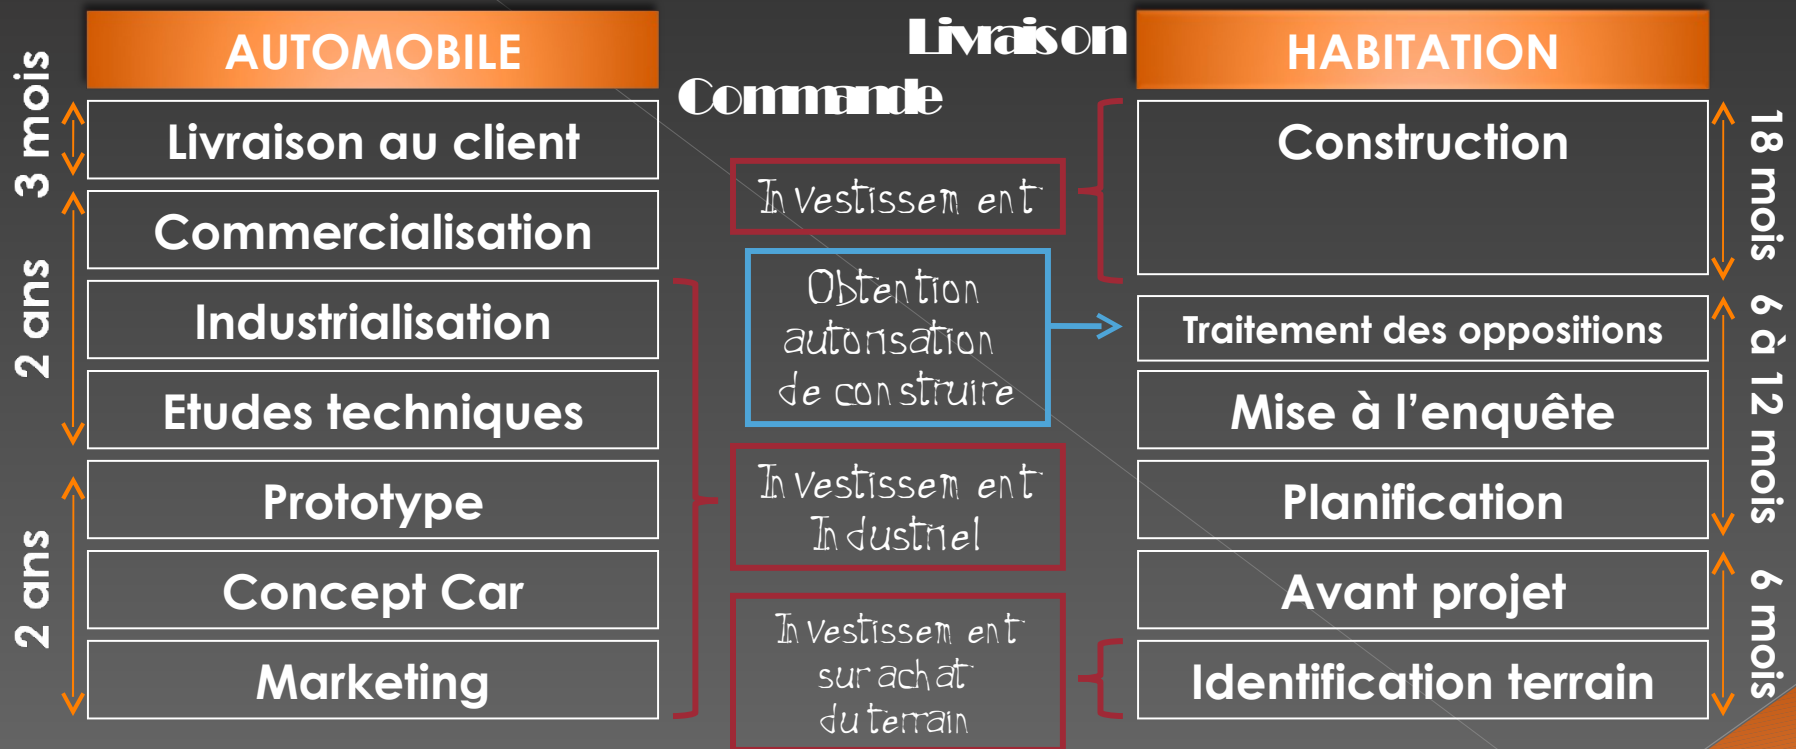 AUTOMOBILE
3 mois
Livraison au client
2 ans
Commercialisation
Industrialisation
Etudes techniques
2 ans
Prototype
Concept Car
Marketing
Livraison
Commande
Investissement
Obtention
autorisation
de construire
Investissement
Industriel
Investissement
sur achat
du terrain
HABITATION
Construction
18 mois
Traitement des oppositions
Mise à l’enquête
Planification
6 à 12 mois
Avant projet
Identification terrain
6 mois